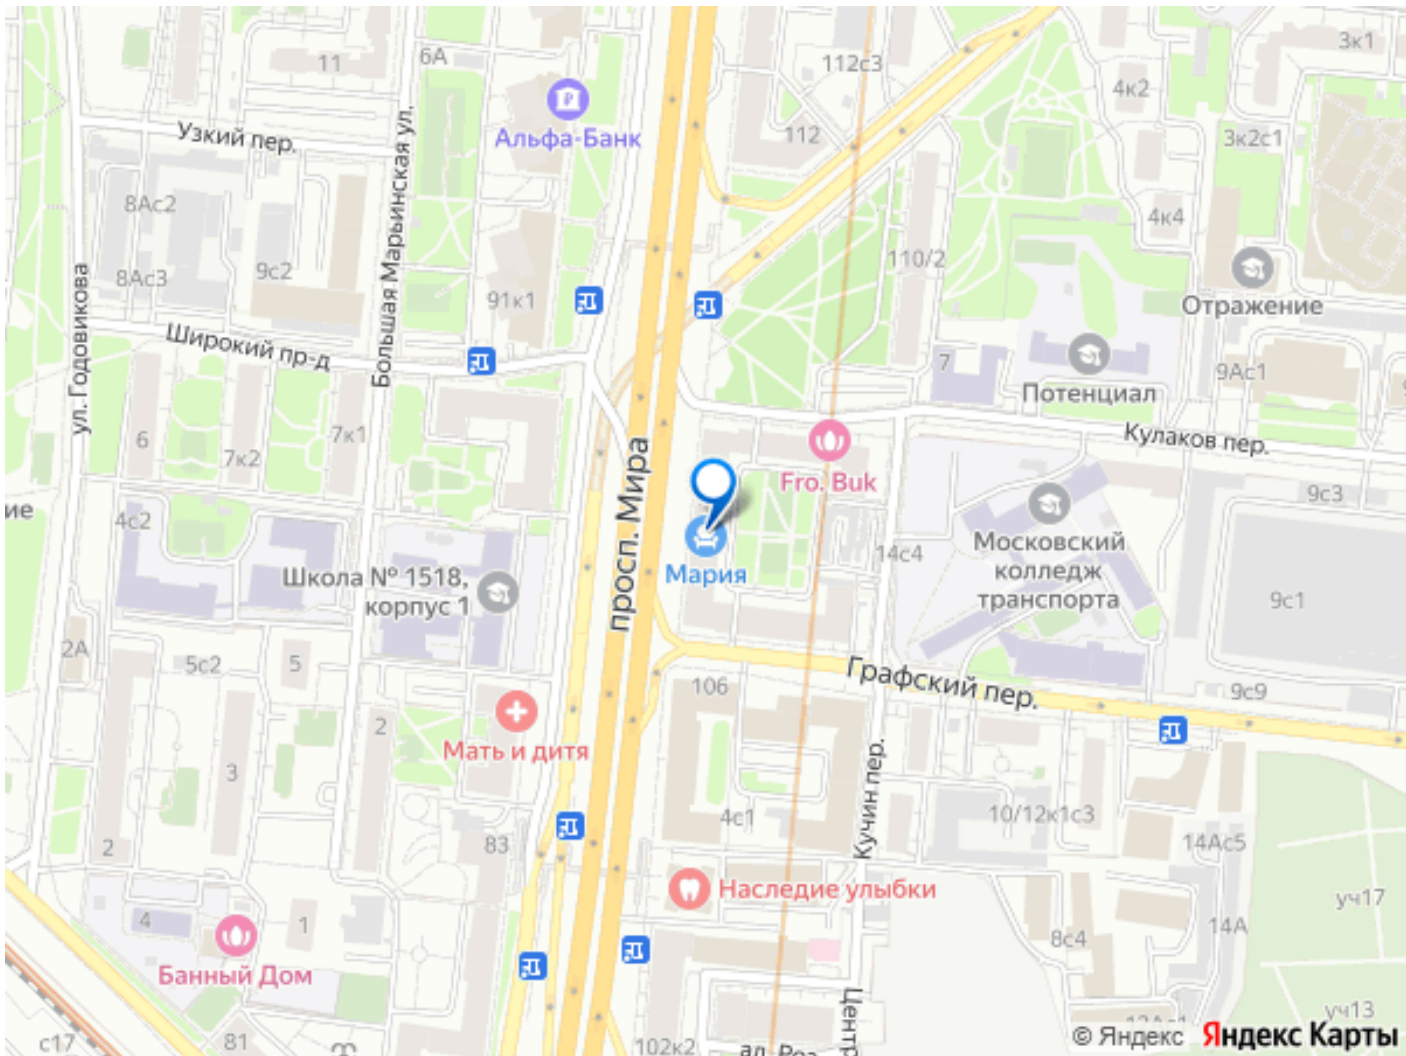 11
6А
112с3
3к1
4к2
Альфа-Банк
112
3к2с1
Узкий пер.
8Ас2
4к4
Большая Марьинская ул.
110/2
8Ас3
9с2
91к1
Отражение
ул. Годовикова
Широкий пр-д
7
Потенциал
9Ас1
6
7к2
7к1
просп. Мира
Кулаков пер.
Fro. Buk
9с3
ие
4с2
Московский
колледж
транспорта
14с4
Мария
Школа № 1518,
корпус 1
9с1
2А
5с2
5
Графский пер.
106
9с9
2
Мать и дитя
3
Кучин пер.
4с1
10/12к1с3
83
2
14Ас5
Наследие улыбки
уч17
4
1
14А
8с4
Банный Дом
Центр
уч13
с17
81
102к2
© Яндекс
Яндекс Карты